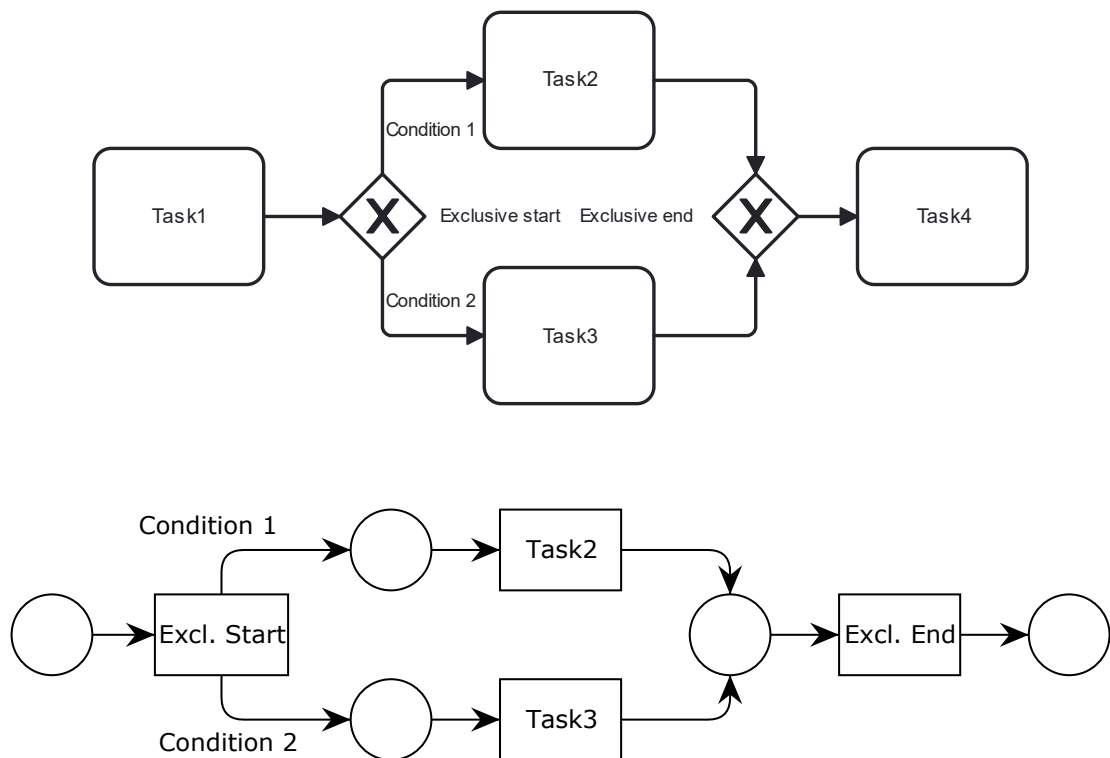 Task2
Condition 1
Task1
X
Exclusive start
Exclusive end
X
Task4
Condition 2
Task3
Condition 1
Task2
Excl. Start
Excl. End
Task3
Condition 2